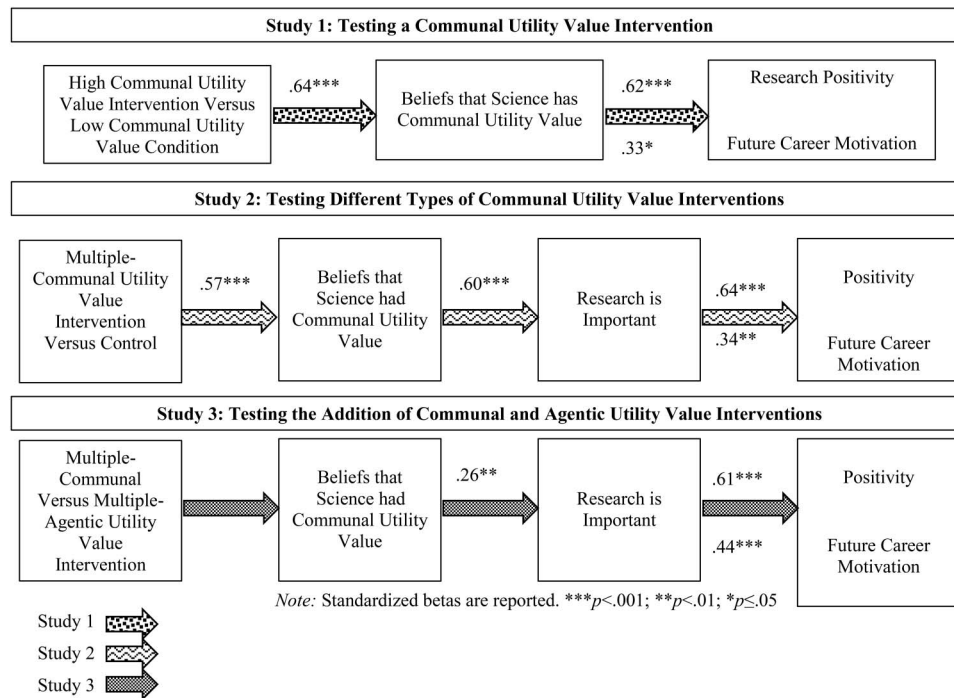 Study 1: Testing a Communal Utility Value Intervention
High Communal Utility
Value Intervention Versus
Low Communal Utility
Value Condition
.64***
Beliefs that Science has
Communal Utility Value
.62***
.33*
Research Positivity
Future Career Motivation
Study 2: Testing Different Types of Communal Utility Value Interventions
Multiple-
Communal Utility
Value
Intervention
Versus Control
.57***
Beliefs that
Science had
Communal Utility
Value
.60***
Research is
Important
.64***
.34**
Positivity
Future Career
Motivation
Study 3: Testing the Addition of Communal and Agentic Utility Value Interventions
Multiple-
Communal
Versus Multiple-
Agentic Utility
Value
Intervention
Beliefs that
Science had
Communal Utility
Value
.26**
Research is
Important
.61***
.44***
Positivity
Future Career
Motivation
Note: Standardized betas are reported. ***p<.001; **p<.01; *p≤.05
Study 1
Study 2
Study 3